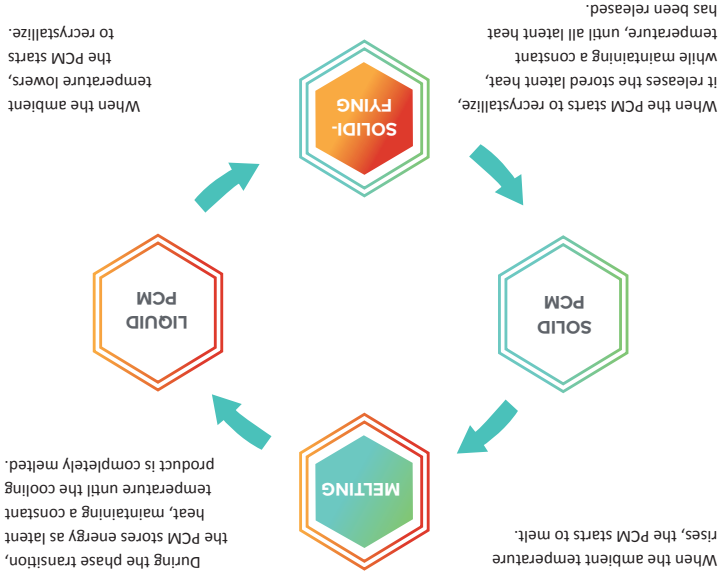 When the ambient temperature
rises, the PCM starts to melt.
MELTING
During the phase transition,
the PCM stores energy as latent
heat, maintaining a constant
temperature until the cooling
product is completely melted.
SOLID
PCM
LIQUID
PCM
When the PCM starts to recrystallize,
it releases the stored latent heat,
while maintaining a constant
temperature, until all latent heat
has been released.
SOLIDI-
FYING
When the ambient
temperature lowers,
the PCM starts
to recrystallize.